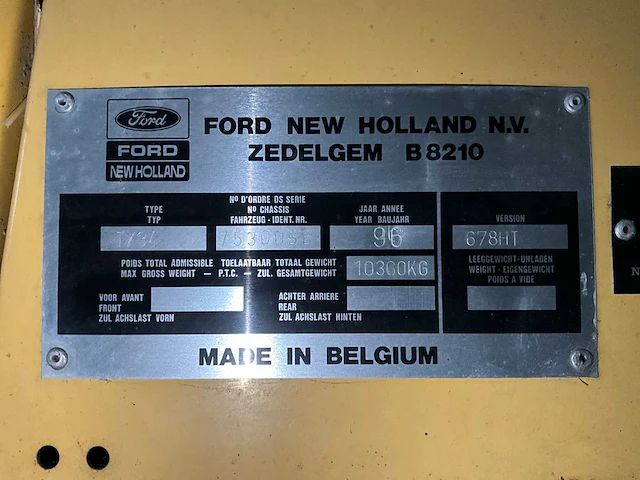 Ford
FORD
NEW HOLLAND
FORD NEW HOLLAND N.V.
ZEDELGEM B8210
TYPE
TYP
Nº D'ORDRE DS SERIE
Nº CHASSIS
FAHRZEUG - IDENT. NR.
JAAR ANNEE
YEAR BAUJAHR
96
VERSION
678HT
POIDS TOTAL ADMISSIBLE TOELAATBAAR TOTAAL GEWICHT
MAX GROSS WEIGHT - P.T.C. - ZUL. GESAMTGEWICHT
10300KG
LEEGGEWICHT-UNLADEN
WEIGHT - EIGENGEWICHT
POIDS A VIDE
VOOR AVANT
FRONT
ZUL ACHSLAST VORN
ACHTER ARRIERE
REAR
ZUL ACHSLAST HINTEN
MADE IN BELGIUM
N